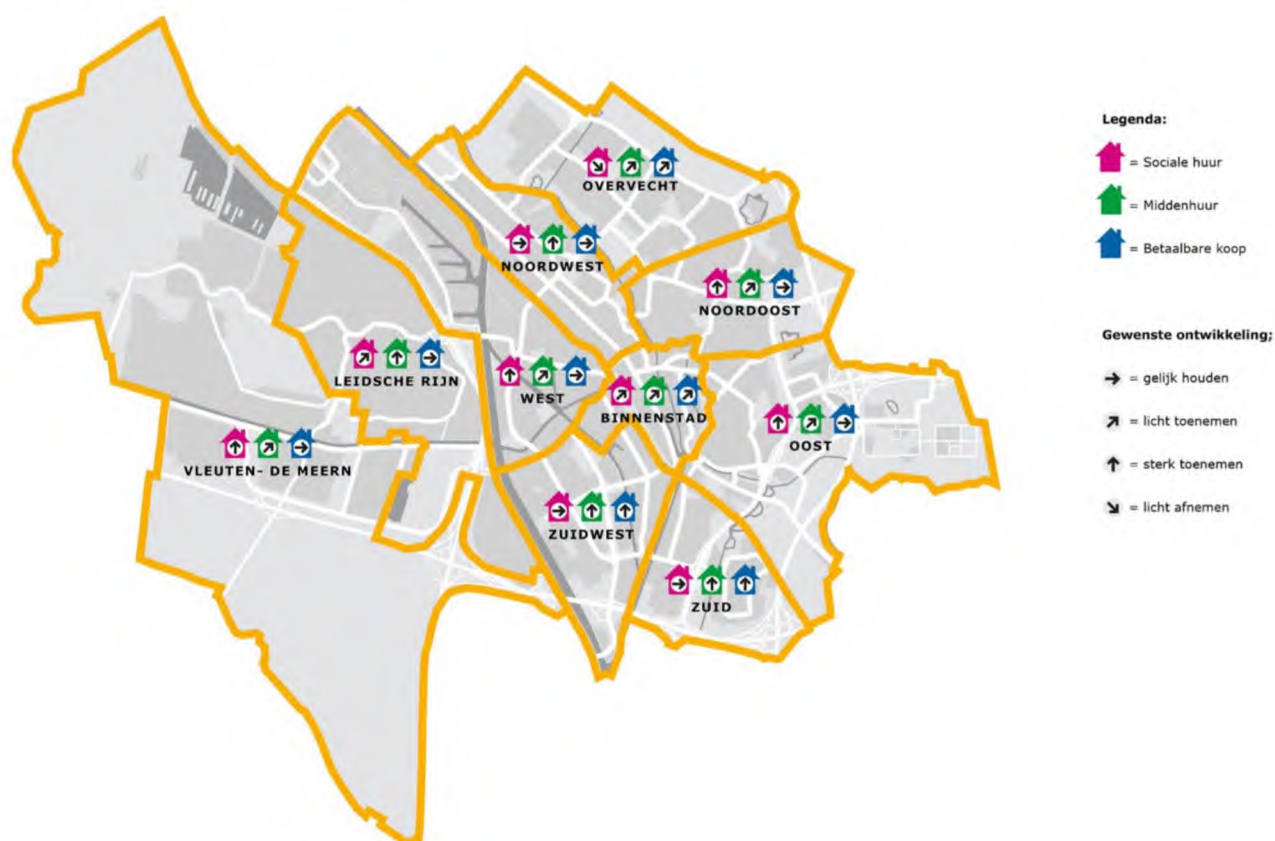 Legenda:
= Sociale huur
= Middenhuur
= Betaalbare koop
Gewenste ontwikkeling;
= gelijk houden
= licht toenemen
= sterk toenemen
= licht afnemen
OVERVECHT
NOORDWEST
NOORDOOST
LEIDSCHE RIJN
WEST
BINNENSTAD
OOST
VLEUTEN- DE MEERN
ZUIDWEST
ZUID